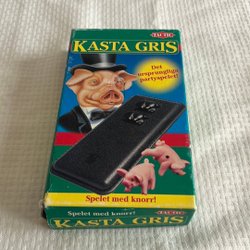 TACTIC
KASTA GRIS
Det
ursprungliga
partyspelet!
Spelet med knorr!
TACTIC
Spelet med knorr!
KASTA GRIS